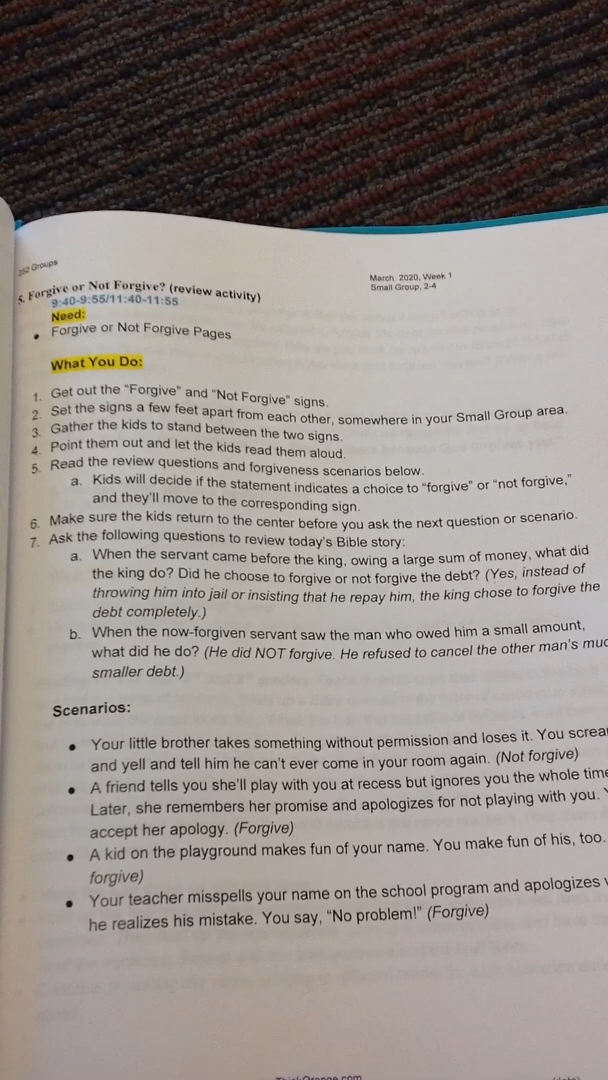 252 Groups
March 2020, Week 1
Small Group, 2-4
5. Forgive or Not Forgive? (review activity)
9:40-9:55/11:40-11:55
Need:
• Forgive or Not Forgive Pages
What You Do:
1. Get out the "Forgive" and "Not Forgive" signs.
2. Set the signs a few feet apart from each other, somewhere in your Small Group area.
3. Gather the kids to stand between the two signs.
4. Point them out and let the kids read them aloud.
5. Read the review questions and forgiveness scenarios below.
a. Kids will decide if the statement indicates a choice to "forgive" or "not forgive,"
and they'll move to the corresponding sign.
6. Make sure the kids return to the center before you ask the next question or scenario.
7. Ask the following questions to review today's Bible story:
a. When the servant came before the king, owing a large sum of money, what did
the king do? Did he choose to forgive or not forgive the debt? (Yes, instead of
throwing him into jail or insisting that he repay him, the king chose to forgive the
debt completely.)
b. When the now-forgiven servant saw the man who owed him a small amount,
what did he do? (He did NOT forgive. He refused to cancel the other man's muc
smaller debt.)
Scenarios:
• Your little brother takes something without permission and loses it. You screa
and yell and tell him he can't ever come in your room again. (Not forgive)
• A friend tells you she'll play with you at recess but ignores you the whole time
Later, she remembers her promise and apologizes for not playing with you.
accept her apology. (Forgive)
• A kid on the playground makes fun of your name. You make fun of his, too.
forgive)
• Your teacher misspells your name on the school program and apologizes
he realizes his mistake. You say, "No problem!" (Forgive)